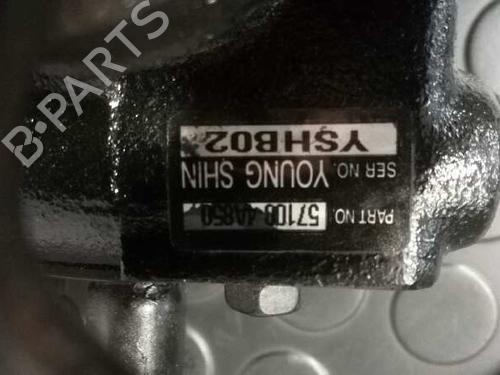 B-PARTS
PART NO. 57100 4A850
YOUNG SHIN
SER NO. YSHB02